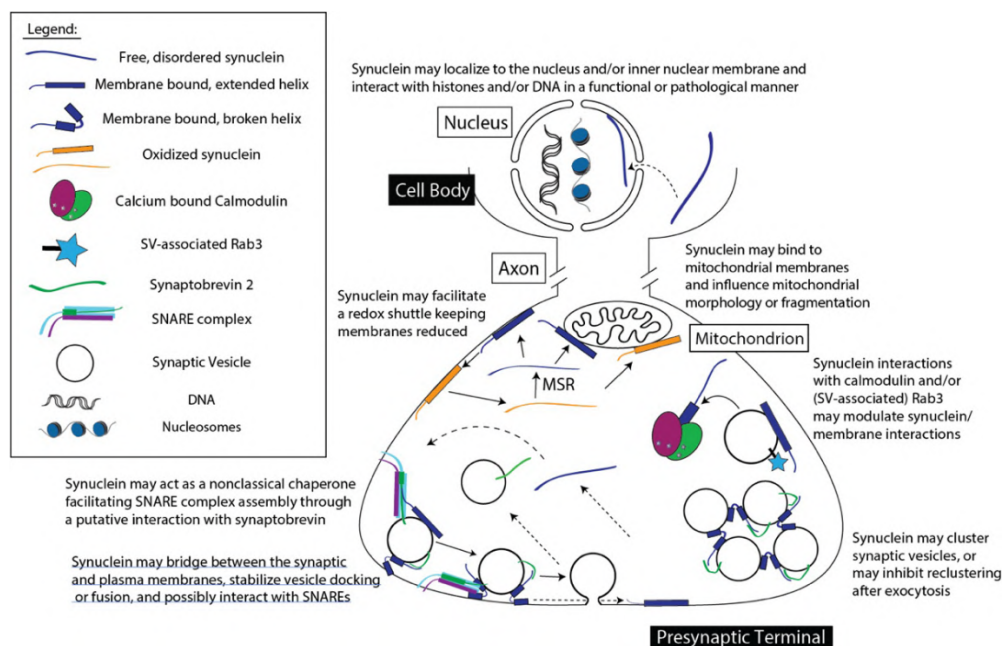 Legend:
Free, disordered synuclein
Membrane bound, extended helix
Membrane bound, broken helix
Oxidized synuclein
Calcium bound Calmodulin
SV-associated Rab3
Synaptobrevin 2
SNARE complex
Synaptic Vesicle
DNA
Nucleosomes
Synuclein may localize to the nucleus and/or inner nuclear membrane and
interact with histones and/or DNA in a functional or pathological manner
Nucleus
Cell Body
Axon
Synuclein may bind to
mitochondrial membranes
and influence mitochondrial
morphology or fragmentation
Synuclein may facilitate
a redox shuttle keeping
membranes reduced
Mitochondrion
MSR
Synuclein interactions
with calmodulin and/or
(SV-associated) Rab3
may modulate synuclein/
membrane interactions
Synuclein may act as a nonclassical chaperone
facilitating SNARE complex assembly through
a putative interaction with synaptobrevin
Synuclein may bridge between the synaptic
and plasma membranes, stabilize vesicle docking
or fusion, and possibly interact with SNAREs
Synuclein may cluster
synaptic vesicles, or
may inhibit reclustering
after exocytosis
Presynaptic Terminal